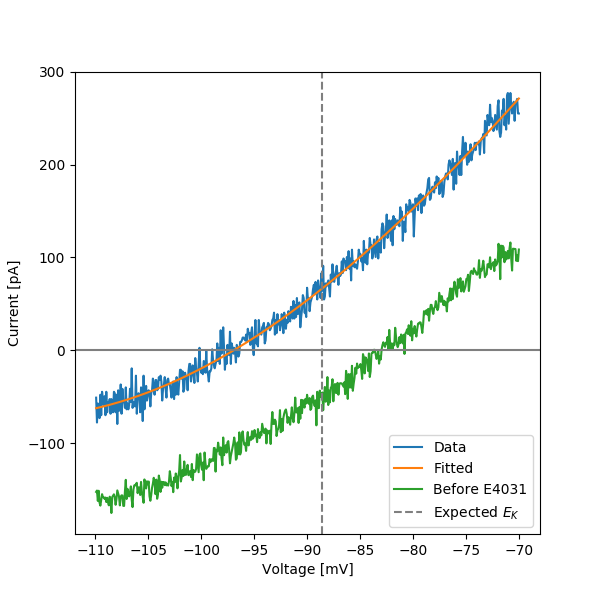 300
200
100
0
−100
Current [pA]
−110
−105
−100
−95
−90
−85
−80
−75
−70
Voltage [mV]
Data
Fitted
Before E4031
Expected E_K